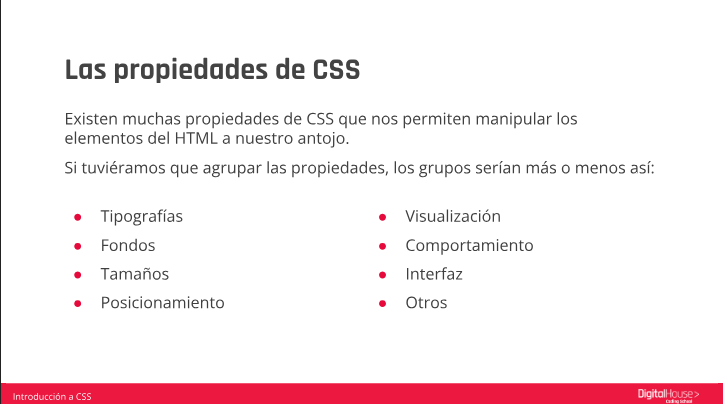 Las propiedades de CSS
Existen muchas propiedades de CSS que nos permiten manipular los
elementos del HTML a nuestro antojo.
Si tuviéramos que agrupar las propiedades, los grupos serían más o menos así:
● Tipografías
● Fondos
● Tamaños
● Posicionamiento
● Visualización
● Comportamiento
● Interfaz
● Otros
Introducción a CSS
DigitalHouse>
Coding School